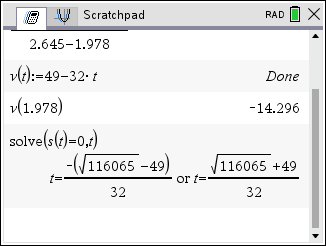 Scratchpad RAD
2.645−1.978
v(t):=49−32·t Done
v(1.978) −14.296
solve(s(t)=0,t)
t=−(√116065−49)/32 or t=(√116065+49)/32